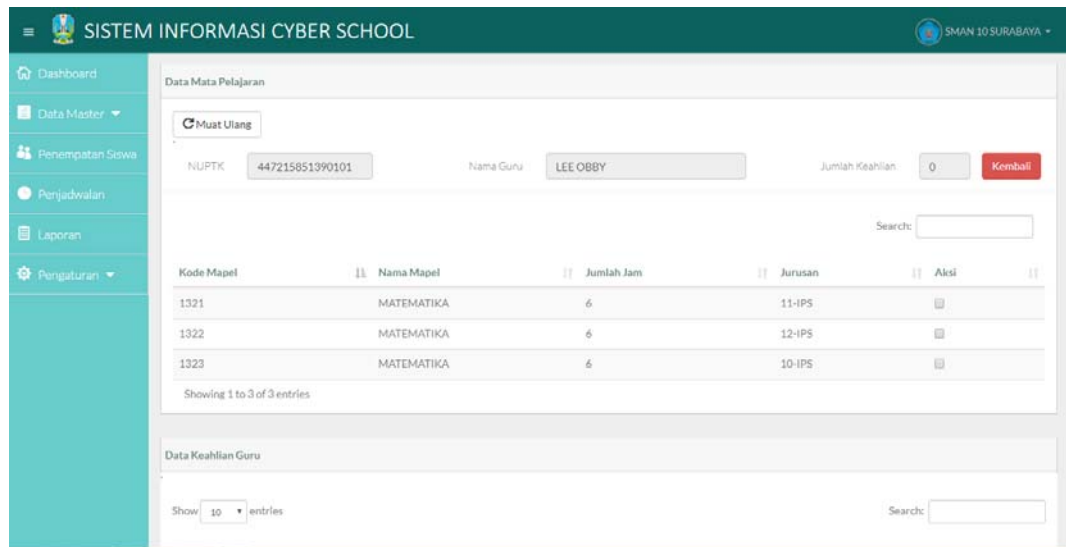 SISTEM INFORMASI CYBER SCHOOL
SMAN 10 SURABAYA
Dashboard
Data Master
Penempatan Siswa
Penjadwalan
Laporan
Pengaturan
Data Mata Pelajaran
Muat Ulang
NUPTK 447215851390101 Nama Guru LEE OBBY Jumlah Keahlian 0 Kembali
Search:
Kode Mapel Nama Mapel Jumlah Jam Jurusan Aksi
1321 MATEMATIKA 6 11-IPS
1322 MATEMATIKA 6 12-IPS
1323 MATEMATIKA 6 10-IPS
Showing 1 to 3 of 3 entries
Data Keahlian Guru
Show 10 entries Search: